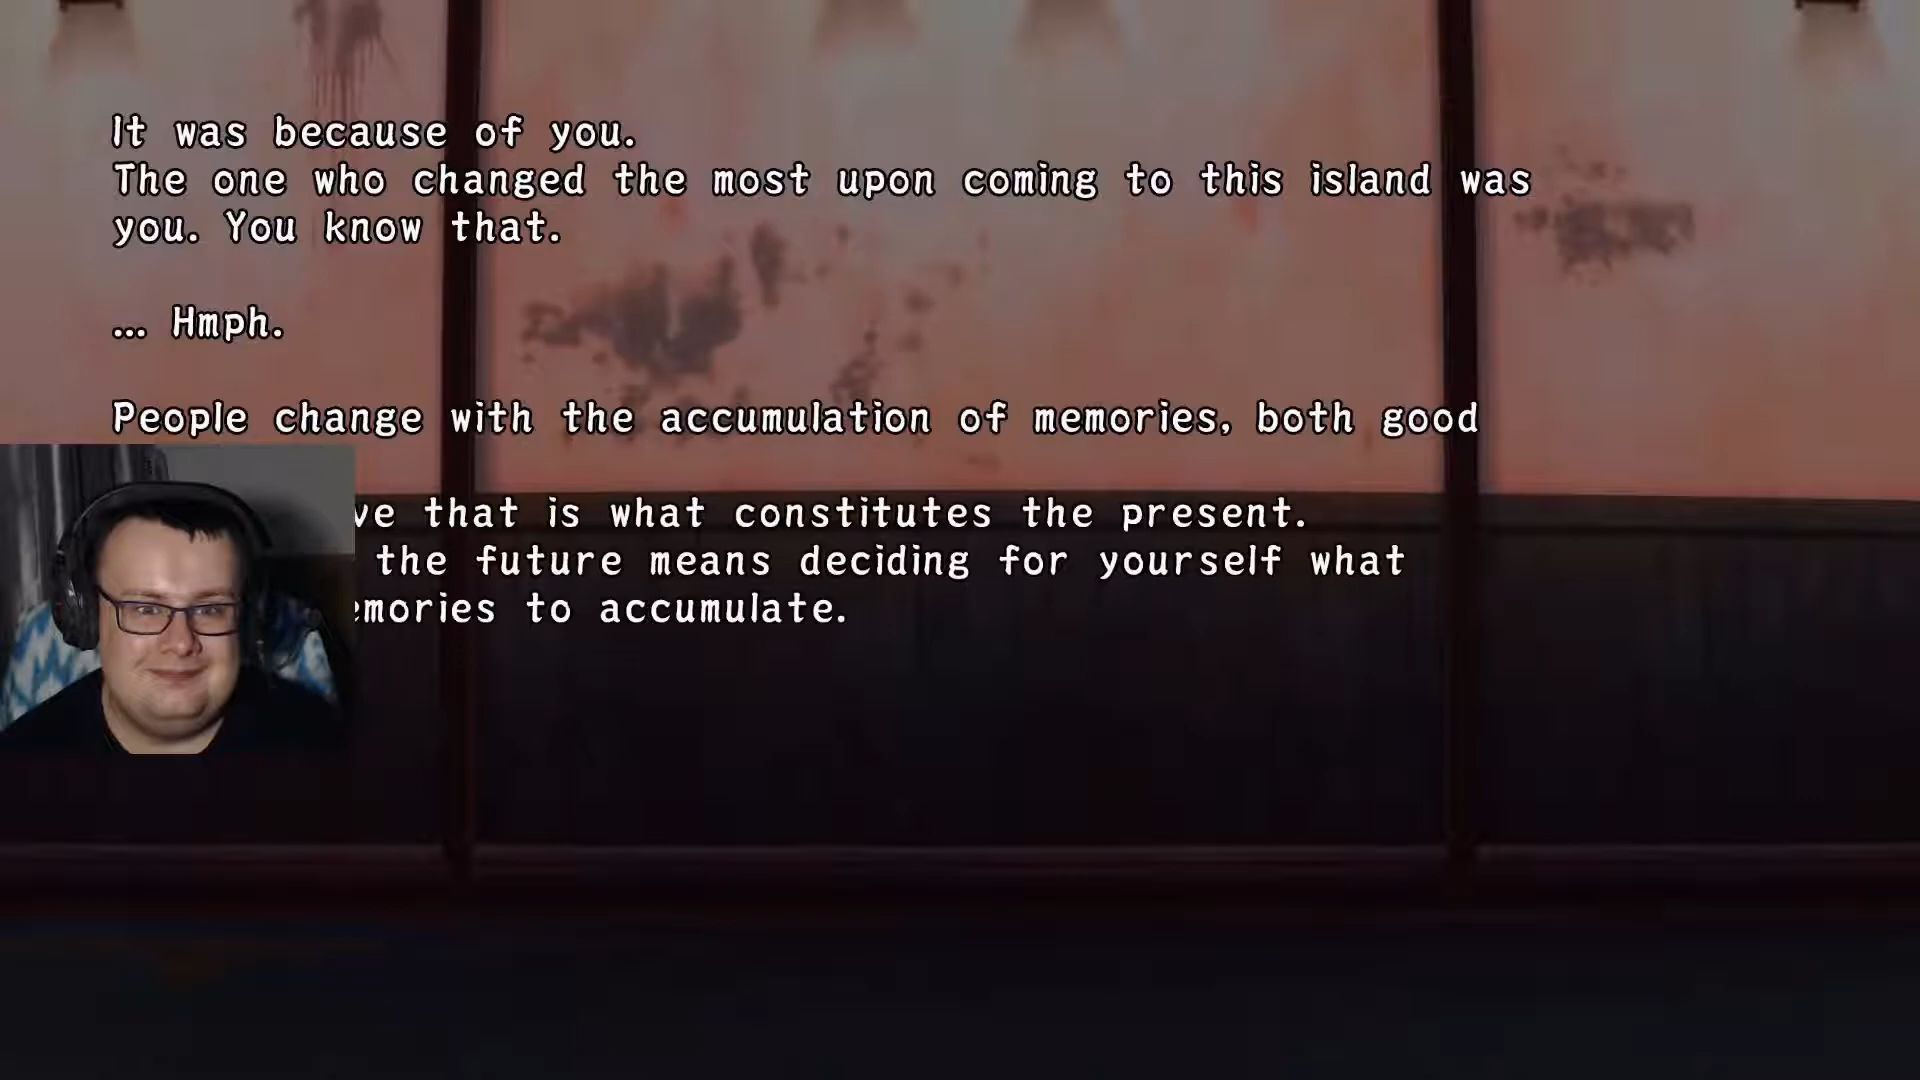 It was because of you.
The one who changed the most upon coming to this island was
you. You know that.
... Hmph.
People change with the accumulation of memories, both good
that is what constitutes the present.
the future means deciding for yourself what
to accumulate.